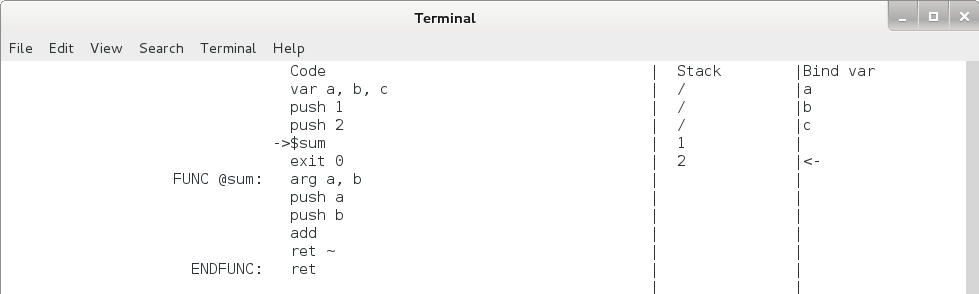 Terminal
File Edit View Search Terminal Help
Code | Stack |Bind var
var a, b, c | / |a
push 1 | / |b
push 2 | / |c
->$sum | 1 |
exit 0 | 2 |<-
FUNC @sum: arg a, b | |
push a | |
push b | |
add | |
ret ~ | |
ENDFUNC: ret | |
| |